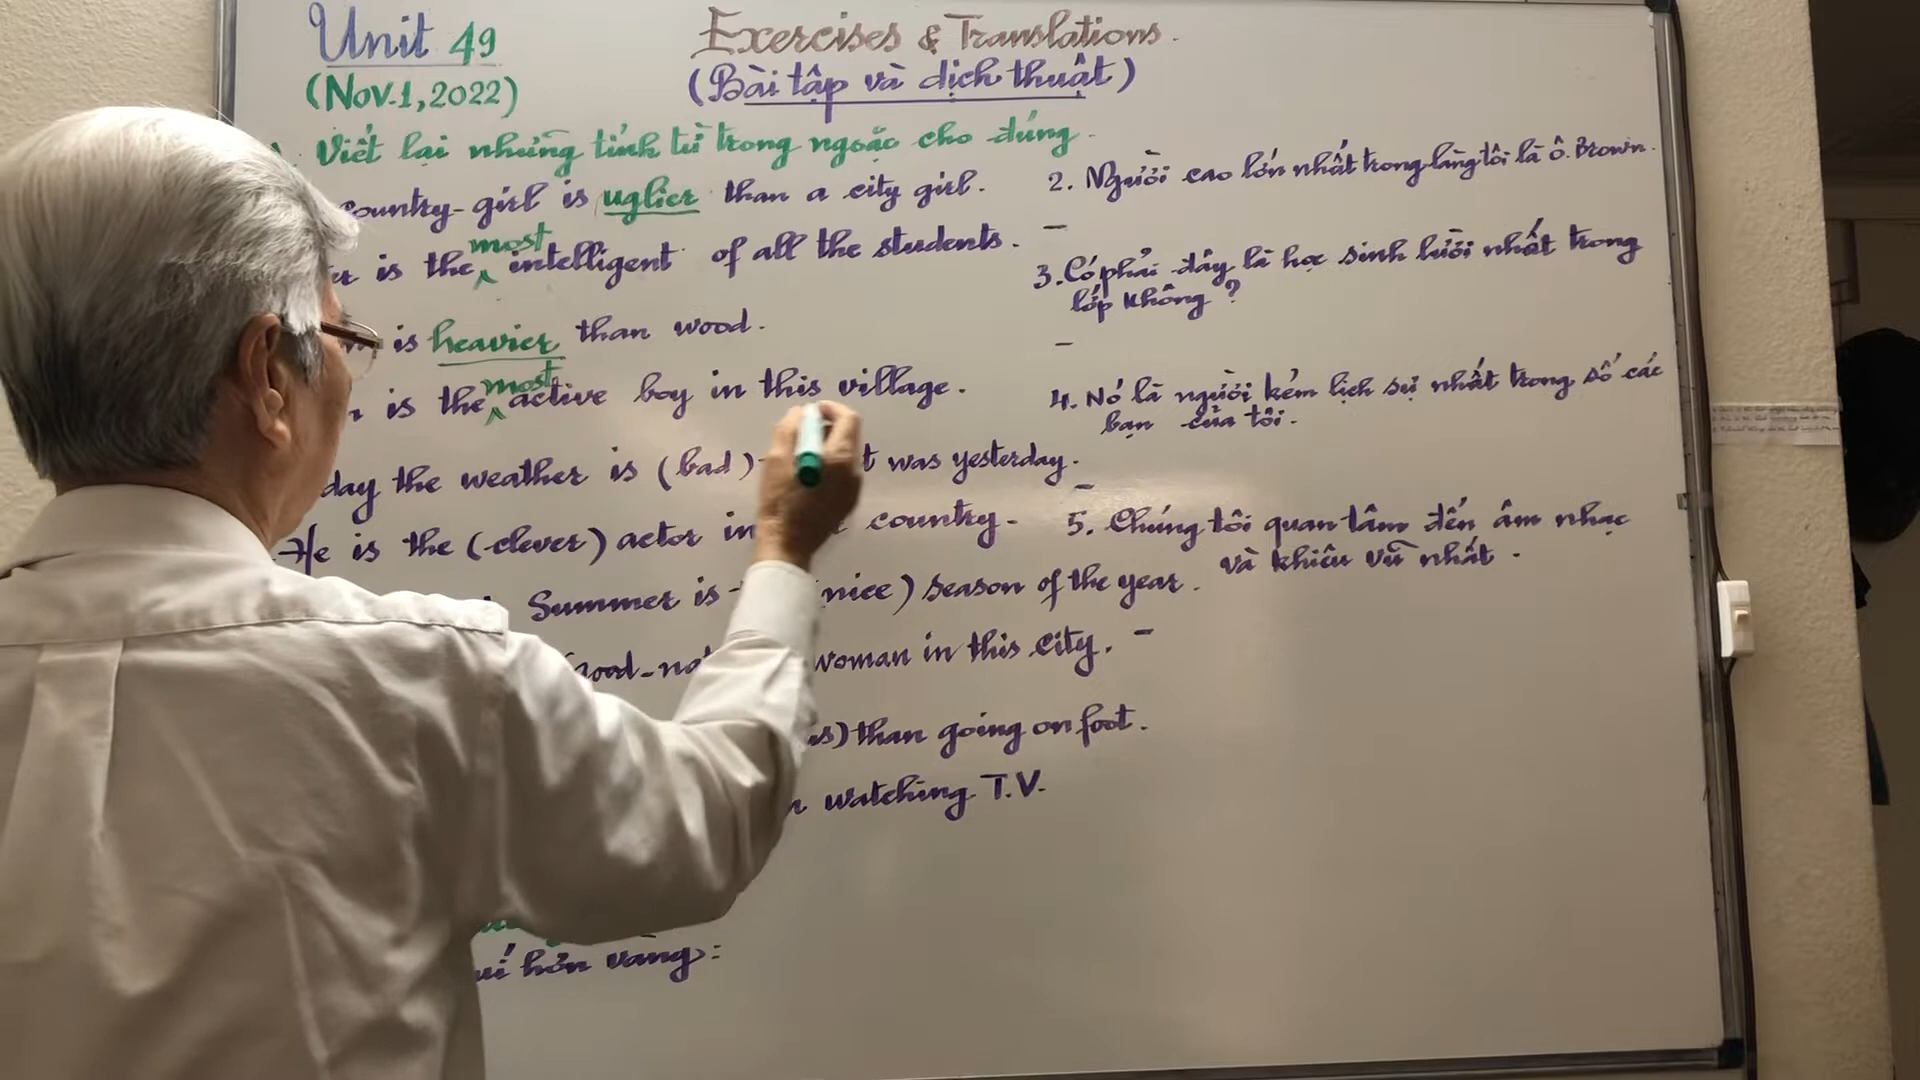 Unit 49
(Nov.1,2022)
Exercises & Translations.
(Bài tập và dịch thuật)
Viết lại những tính từ trong ngoặc cho đúng.
country-girl is uglier than a city girl.
is the most intelligent of all the students.
is heavier than wood.
is the most active boy in this village.
the weather is (bad) was yesterday.
He is the (clever) actor in country.
Summer is (nice) season of the year.
woman in this city.
than going on foot.
watching T.V.
hơn vàng:
2. Người cao lớn nhất trong làng tôi là ô. Brown.
-
3. Có phải đây là học sinh lười nhất trong
lớp không?
-
4. Nó là người kém lịch sự nhất trong số các
bạn của tôi.
-
5. Chúng tôi quan tâm đến âm nhạc
và khiêu vũ nhất.
-